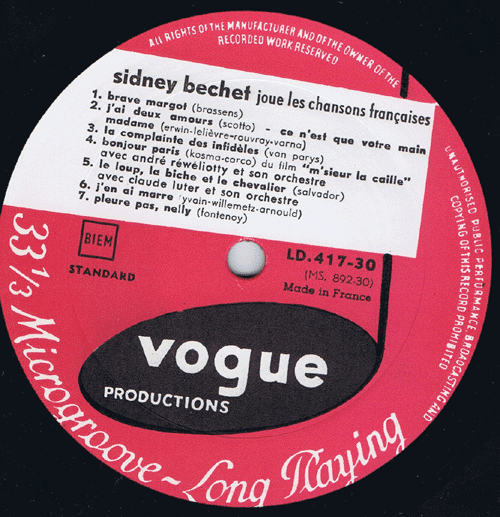 ALL RIGHTS OF THE MANUFACTURER AND OF THE OWNER OF THE
RECORDED WORK RESERVED
sidney bechet joue les chansons françaises
1. brave margot (brassens)
2. j'ai deux amours (scotto) - ce n'est que votre main
madame (erwin-lelièvre-rouvray-varna)
3. la complainte des infidèles (van parys)
4. bonjour paris (kosma-carco) du film "m'sieur la caille"
avec andré réwéliotty et son orchestre
5. le loup, la biche et le chevalier (salvador)
avec claude luter et son orchestre
6. j'en ai marre (yvain-willemetz-arnould)
7. pleure pas, nelly (fontenoy)
BIEM
STANDARD
LD.417-30
(MS. 892-30)
Made in France
UNAUTHORISED PUBLIC PERFORMANCE, BROADCASTING AND
COPYING OF THIS RECORD PROHIBITED
vogue
PRODUCTIONS
33 1/3 Microgroove - Long Playing